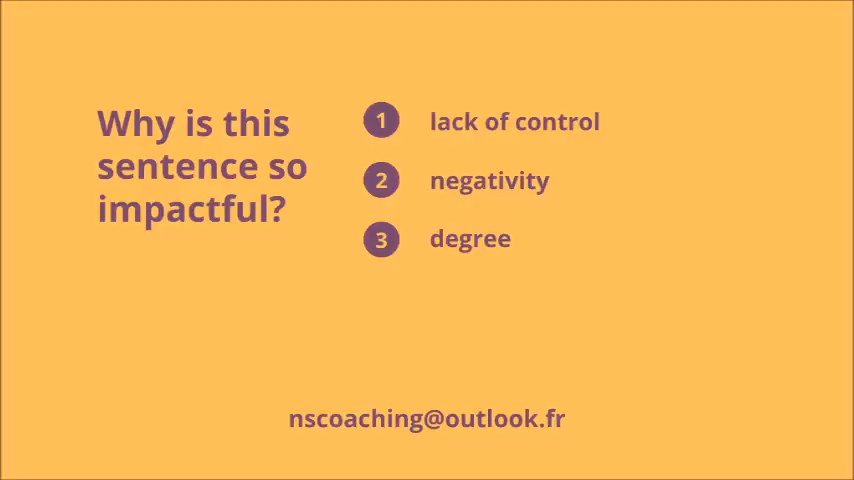 Why is this
sentence so
impactful?
1 lack of control
2 negativity
3 degree
nscoaching@outlook.fr